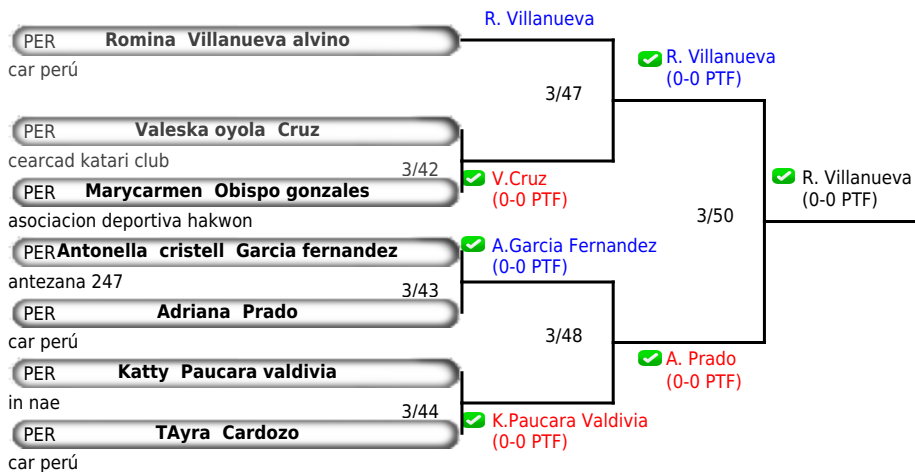 R. Villanueva
PER Romina Villanueva alvino
car perú
R. Villanueva
(0-0 PTF)
3/47
PER Valeska oyola Cruz
cearcad katari club
3/42
V.Cruz
(0-0 PTF)
PER Marycarmen Obispo gonzales
asociacion deportiva hakwon
R. Villanueva
(0-0 PTF)
3/50
PER Antonella cristell Garcia fernandez
antezana 247
A.Garcia Fernandez
(0-0 PTF)
3/43
PER Adriana Prado
car perú
3/48
A. Prado
(0-0 PTF)
PER Katty Paucara valdivia
in nae
3/44
K.Paucara Valdivia
(0-0 PTF)
PER TAyra Cardozo
car perú